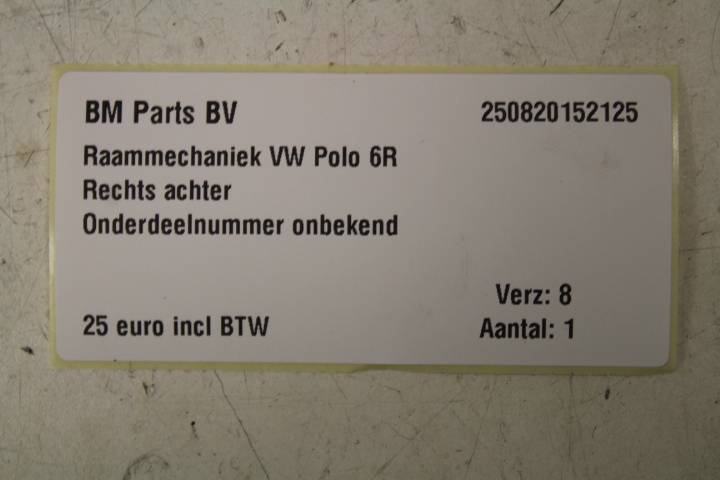 BM Parts BV 250820152125
Raammechaniek VW Polo 6R
Rechts achter
Onderdeelnummer onbekend
Verz: 8
25 euro incl BTW Aantal: 1